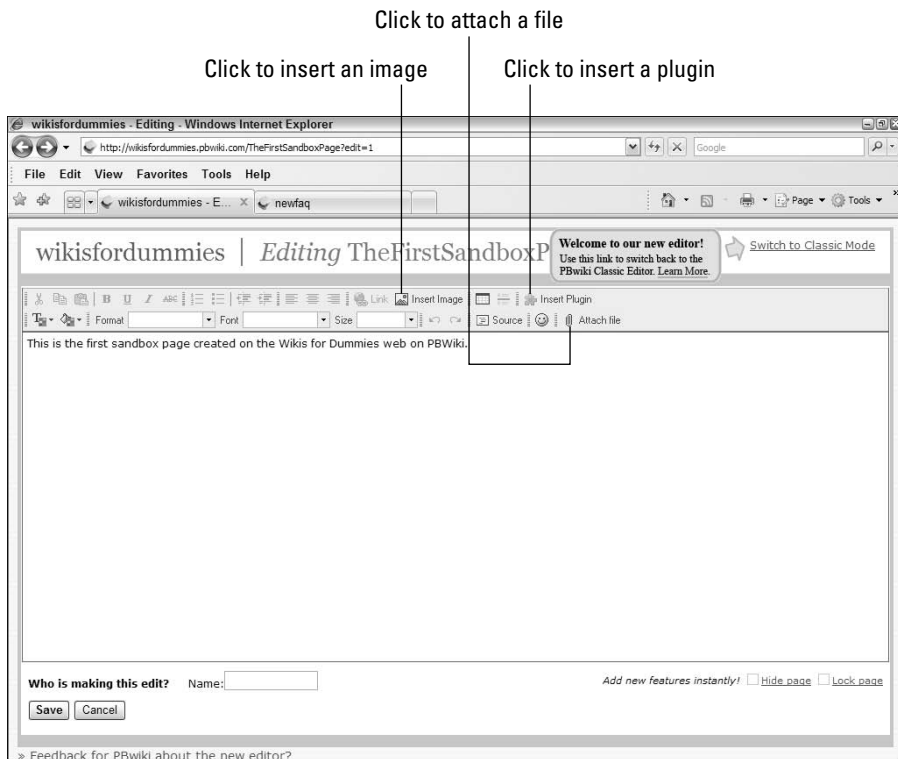 Click to attach a file
Click to insert an image
Click to insert a plugin
wikisfordummies - Editing - Windows Internet Explorer
http://wikisfordummies.pbwiki.com/TheFirstSandboxPage?edit=1
Google
File Edit View Favorites Tools Help
wikisfordummies - E... X newfaq
Page Tools »
wikisfordummies | Editing TheFirstSandboxP
Welcome to our new editor!
Use this link to switch back to the
PBwiki Classic Editor. Learn More.
Switch to Classic Mode
B U I ABC Link Insert Image Insert Plugin
Format Font Size Source Attach file
This is the first sandbox page created on the Wikis for Dummies web on PBWiki.
Who is making this edit? Name:
Add new features instantly! Hide page Lock page
Save Cancel
» Feedback for PBwiki about the new editor?